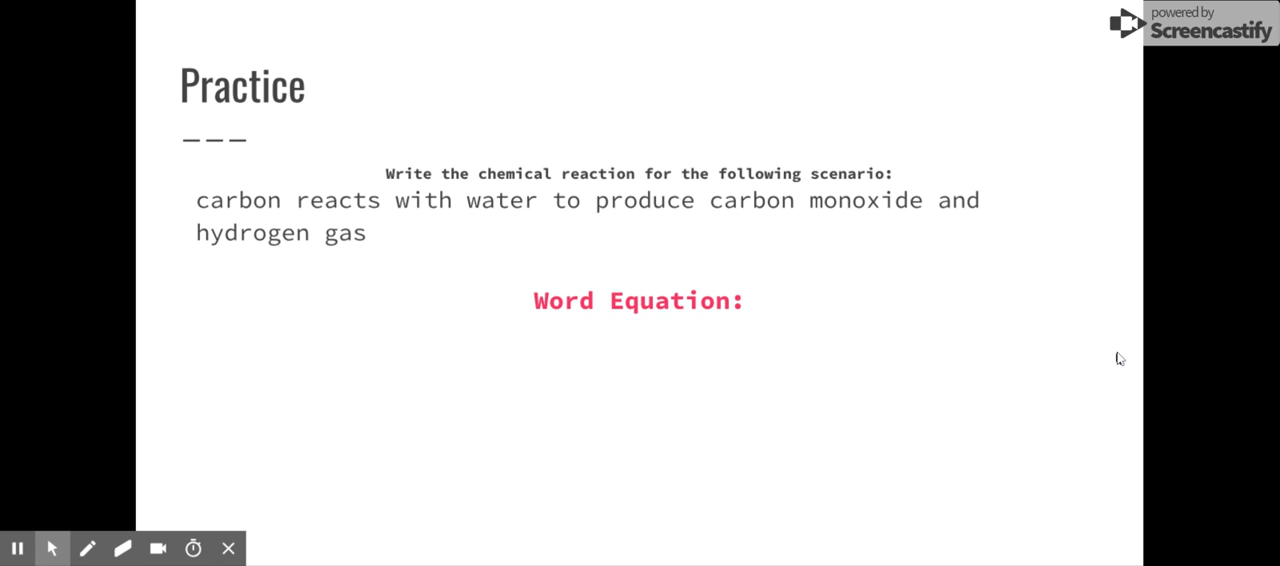 powered by
Screencastify
Practice
Write the chemical reaction for the following scenario:
carbon reacts with water to produce carbon monoxide and
hydrogen gas
Word Equation: